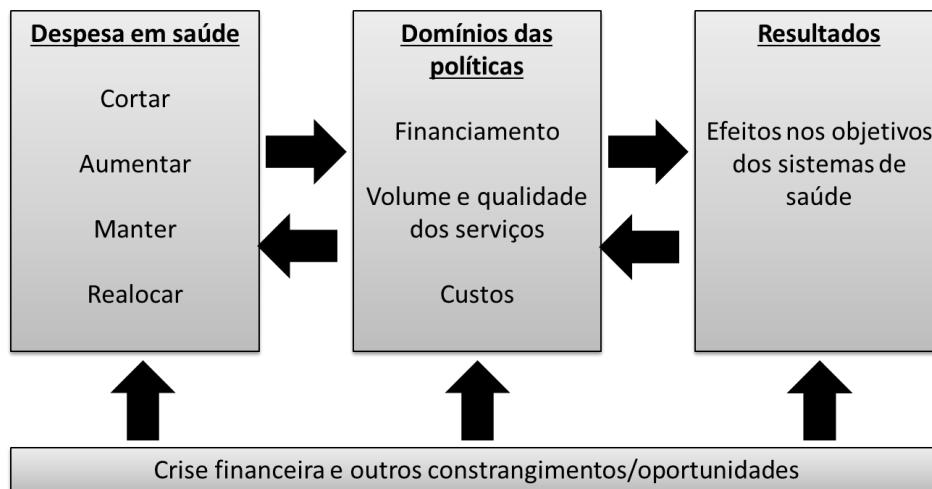 Despesa em saúde
Cortar
Aumentar
Manter
Realocar
Domínios das
políticas
Financiamento
Volume e qualidade
dos serviços
Custos
Resultados
Efeitos nos objetivos
dos sistemas de
saúde
Crise financeira e outros constrangimentos/oportunidades